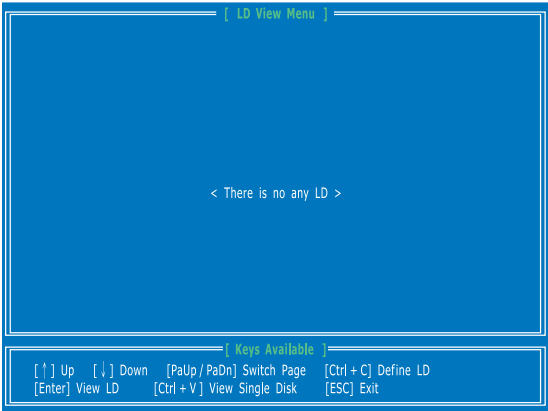 [ LD View Menu ]
< There is no any LD >
[ Keys Available ]
[↑] Up [↓] Down [PaUp/PaDn] Switch Page [Ctrl+C] Define LD
[Enter] View LD [Ctrl+V] View Single Disk [ESC] Exit